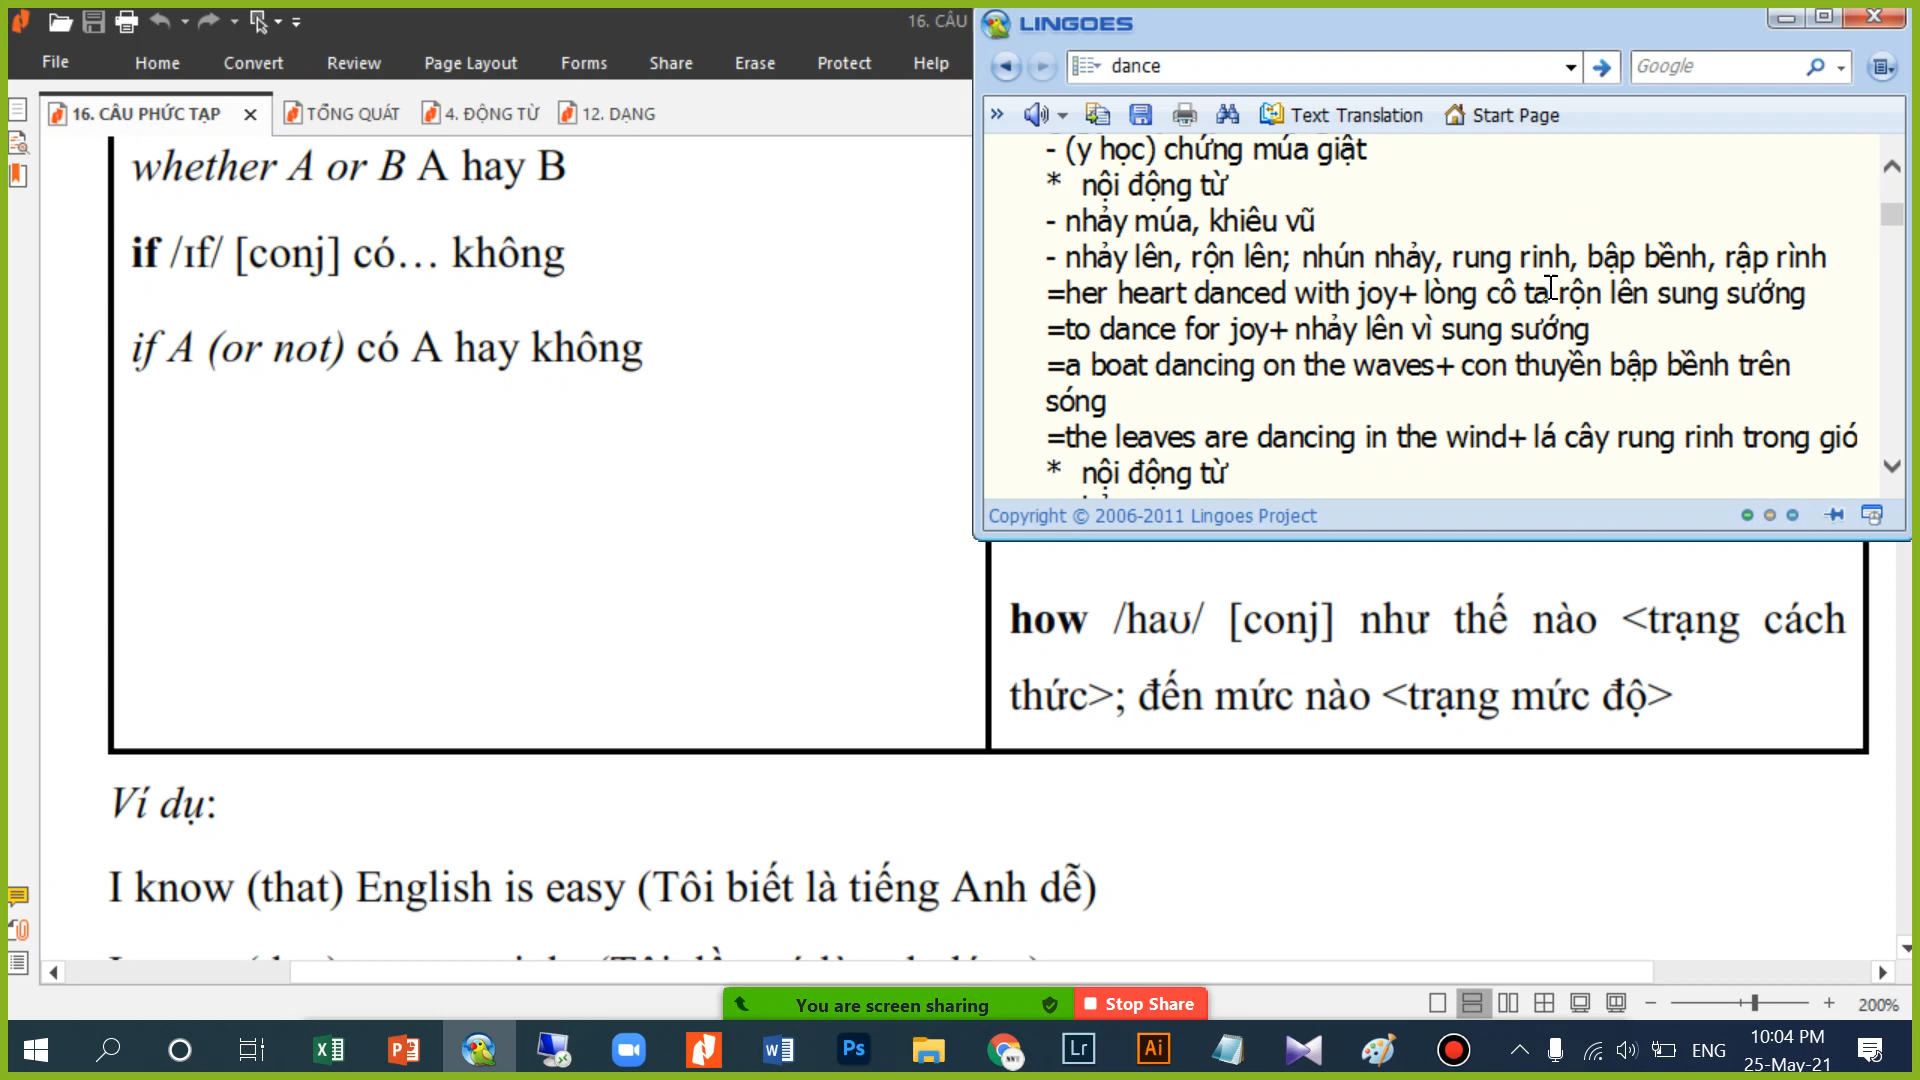 16. CÂU
File
Home
Convert
Review
Page Layout
Forms
Share
Erase
Protect
Help
16. CÂU PHỨC TẠP
TỔNG QUÁT
4. ĐỘNG TỪ
12. DẠNG
whether A or B A hay B
if /ɪf/ [conj] có… không
if A (or not) có A hay không
LINGOES
dance
Google
Text Translation
Start Page
- (y học) chứng múa giật
* nội động từ
- nhảy múa, khiêu vũ
- nhảy lên, rộn lên; nhún nhảy, rung rinh, bập bềnh, rập rình
=her heart danced with joy+ lòng cô ta rộn lên sung sướng
=to dance for joy+ nhảy lên vì sung sướng
=a boat dancing on the waves+ con thuyền bập bềnh trên
sóng
=the leaves are dancing in the wind+ lá cây rung rinh trong gió
* nội động từ
Copyright © 2006-2011 Lingoes Project
how /haʊ/ [conj] như thế nào <trạng cách
thức>; đến mức nào <trạng mức độ>
Ví dụ:
I know (that) English is easy (Tôi biết là tiếng Anh dễ)
You are screen sharing
Stop Share
200%
Ps
Lr
Ai
ENG
10:04 PM
25-May-21